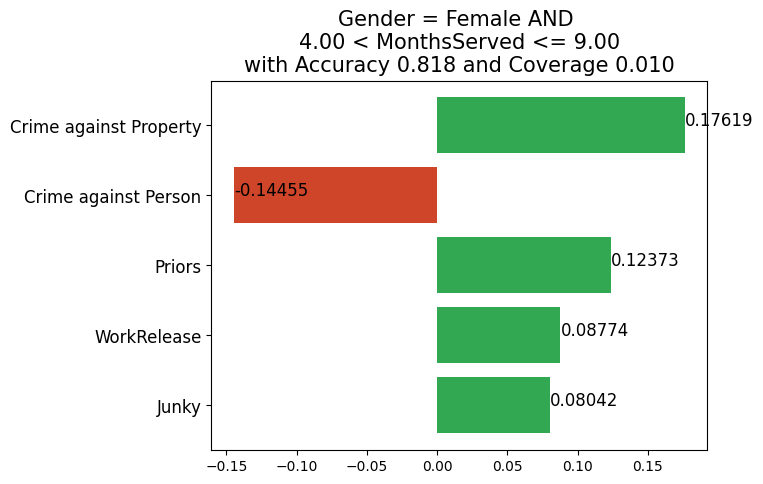 Gender = Female AND
4.00 < MonthsServed <= 9.00
with Accuracy 0.818 and Coverage 0.010
Crime against Property
0.17619
Crime against Person
-0.14455
Priors
0.12373
WorkRelease
0.08774
Junky
0.08042
−0.15 −0.10 −0.05 0.00 0.05 0.10 0.15